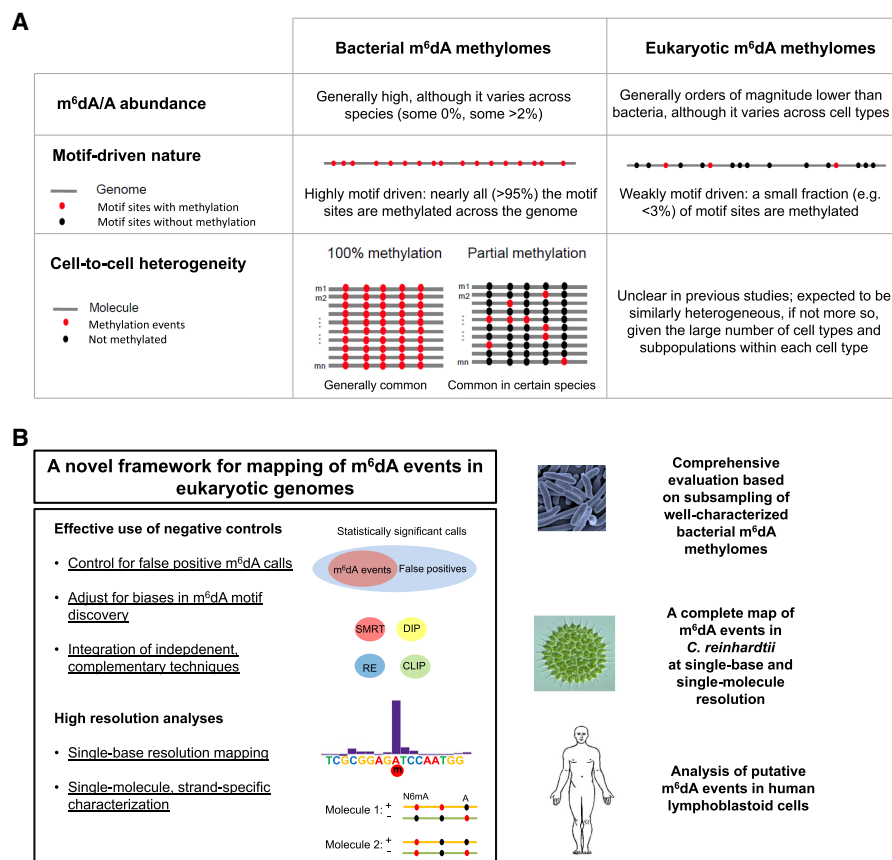 A
Bacterial m⁶dA methylomes
Eukaryotic m⁶dA methylomes
m⁶dA/A abundance
Generally high, although it varies across
species (some 0%, some >2%)
Generally orders of magnitude lower than
bacteria, although it varies across cell types
Motif-driven nature
Genome
Motif sites with methylation
Motif sites without methylation
Highly motif driven: nearly all (>95%) the motif
sites are methylated across the genome
Weakly motif driven: a small fraction (e.g.
<3%) of motif sites are methylated
Cell-to-cell heterogeneity
Molecule
Methylation events
Not methylated
100% methylation
m1
m2
mn
Generally common
Partial methylation
m1
m2
mn
Common in certain species
Unclear in previous studies; expected to be
similarly heterogeneous, if not more so,
given the large number of cell types and
subpopulations within each cell type
B
A novel framework for mapping of m⁶dA events in
eukaryotic genomes
Effective use of negative controls
• Control for false positive m⁶dA calls
• Adjust for biases in m⁶dA motif
discovery
• Integration of indepdenent,
complementary techniques
Statistically significant calls
m⁶dA events
False positives
SMRT
DIP
RE
CLIP
High resolution analyses
• Single-base resolution mapping
• Single-molecule, strand-specific
characterization
TCGCGGAGATCCAATGG
m
N6mA
A
Molecule 1: +
−
Molecule 2: +
−
Comprehensive
evaluation based
on subsampling of
well-characterized
bacterial m⁶dA
methylomes
A complete map of
m⁶dA events in
C. reinhardtii
at single-base and
single-molecule
resolution
Analysis of putative
m⁶dA events in human
lymphoblastoid cells